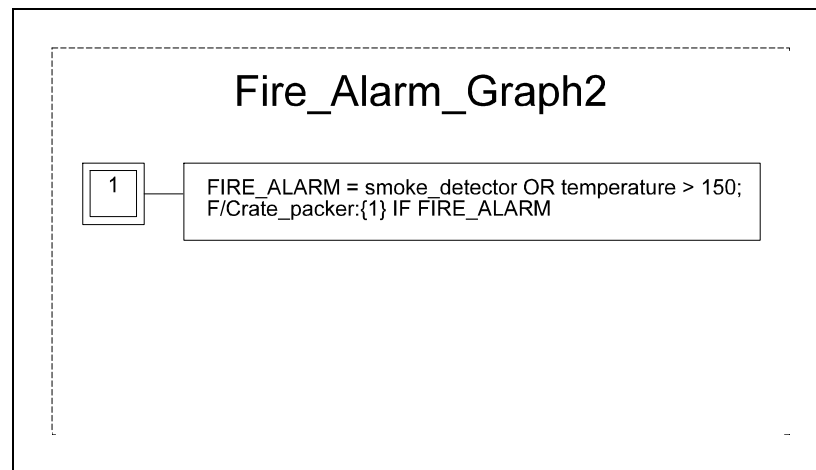 Fire_Alarm_Graph2
1
FIRE_ALARM = smoke_detector OR temperature > 150;
F/Crate_packer:{1} IF FIRE_ALARM